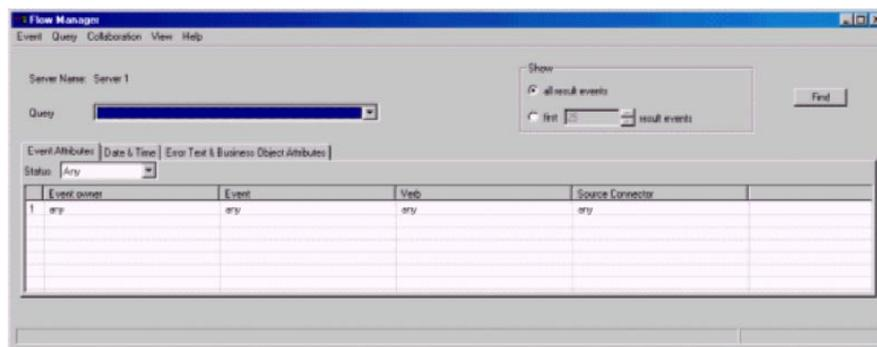 Flow Manager
Event Query Collaboration View Help
Server Name: Server 1
Show
all result events
Query
first 25 result events
Find
Event Attributes Date & Time Error Text & Business Object Attributes
Status Any
Event owner Event Verb Source Connector
1 any any any any